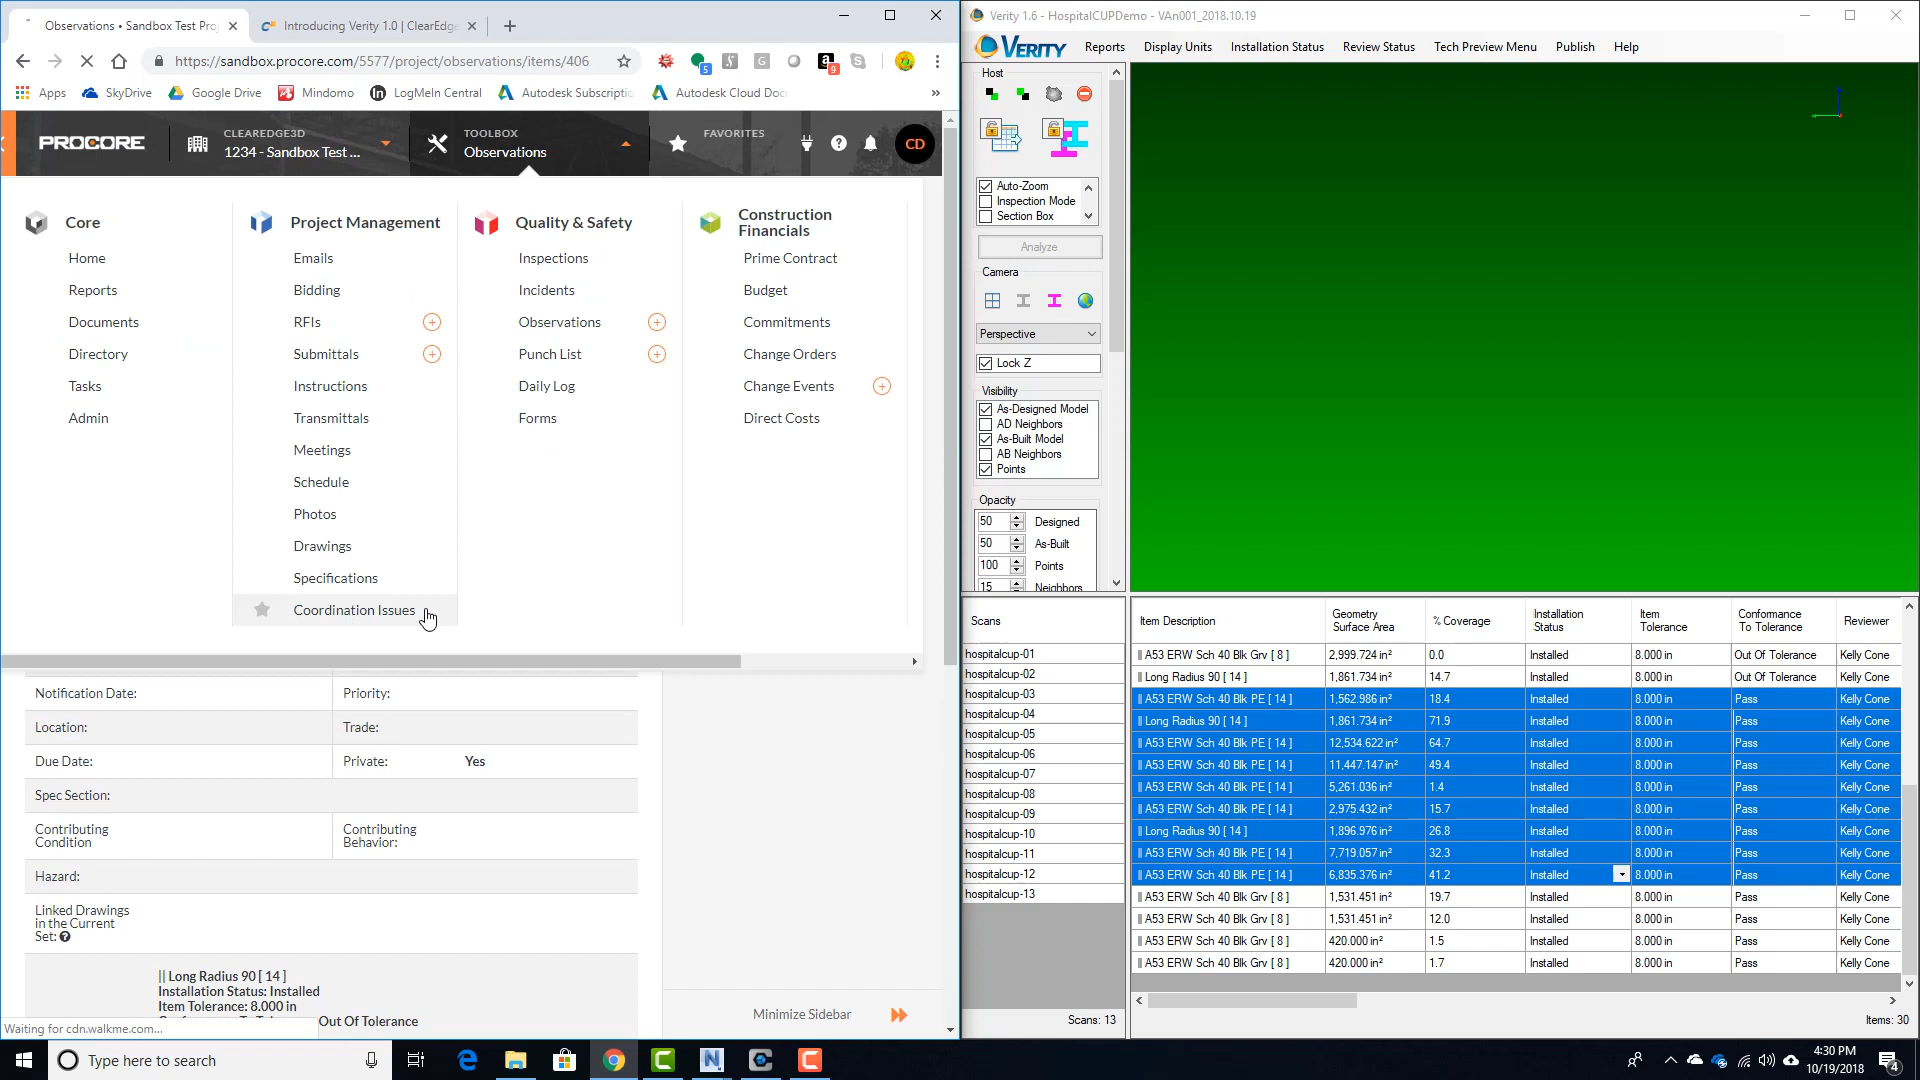 Observations • Sandbox Test Proj
Introducing Verity 1.0 | ClearEdge
https://sandbox.procore.com/5577/project/observations/items/406
5
G
a
9
Apps
SkyDrive
Google Drive
Mindomo
LogMeIn Central
Autodesk Subscriptio
Autodesk Cloud Doc
»
PROCORE
CLEAREDGE3D
1234 - Sandbox Test ...
TOOLBOX
Observations
FAVORITES
CD
Core
Home
Reports
Documents
Directory
Tasks
Admin
Project Management
Emails
Bidding
RFIs
Submittals
Instructions
Transmittals
Meetings
Schedule
Photos
Drawings
Specifications
Coordination Issues
Quality & Safety
Inspections
Incidents
Observations
Punch List
Daily Log
Forms
Construction
Financials
Prime Contract
Budget
Commitments
Change Orders
Change Events
Direct Costs
Notification Date:
Priority:
Location:
Trade:
Due Date:
Private: Yes
Spec Section:
Contributing
Condition
Contributing
Behavior:
Hazard:
Linked Drawings
in the Current
Set:
|| Long Radius 90 [ 14 ]
Installation Status: Installed
Item Tolerance: 8.000 in
Out Of Tolerance
Minimize Sidebar
Waiting for cdn.walkme.com...
Verity 1.6 - HospitalCUPDemo - VAn001_2018.10.19
VERITY
Reports
Display Units
Installation Status
Review Status
Tech Preview Menu
Publish
Help
Host
Auto-Zoom
Inspection Mode
Section Box
Analyze
Camera
Perspective
Lock Z
Visibility
As-Designed Model
AD Neighbors
As-Built Model
AB Neighbors
Points
Opacity
50 Designed
50 As-Built
100 Points
15 Neighbors
Scans
hospitalcup-01
hospitalcup-02
hospitalcup-03
hospitalcup-04
hospitalcup-05
hospitalcup-06
hospitalcup-07
hospitalcup-08
hospitalcup-09
hospitalcup-10
hospitalcup-11
hospitalcup-12
hospitalcup-13
Scans: 13
Item Description
Geometry
Surface Area
% Coverage
Installation
Status
Item
Tolerance
Conformance
To Tolerance
Reviewer
|| A53 ERW Sch 40 Blk Grv [ 8 ] 2,999.724 in² 0.0 Installed 8.000 in Out Of Tolerance Kelly Cone
|| Long Radius 90 [ 14 ] 1,861.734 in² 14.7 Installed 8.000 in Out Of Tolerance Kelly Cone
|| A53 ERW Sch 40 Blk PE [ 14 ] 1,562.986 in² 18.4 Installed 8.000 in Pass Kelly Cone
|| Long Radius 90 [ 14 ] 1,861.734 in² 71.9 Installed 8.000 in Pass Kelly Cone
|| A53 ERW Sch 40 Blk PE [ 14 ] 12,534.622 in² 64.7 Installed 8.000 in Pass Kelly Cone
|| A53 ERW Sch 40 Blk PE [ 14 ] 11,447.147 in² 49.4 Installed 8.000 in Pass Kelly Cone
|| A53 ERW Sch 40 Blk PE [ 14 ] 5,261.036 in² 1.4 Installed 8.000 in Pass Kelly Cone
|| A53 ERW Sch 40 Blk PE [ 14 ] 2,975.432 in² 15.7 Installed 8.000 in Pass Kelly Cone
|| Long Radius 90 [ 14 ] 1,896.976 in² 26.8 Installed 8.000 in Pass Kelly Cone
|| A53 ERW Sch 40 Blk PE [ 14 ] 7,719.057 in² 32.3 Installed 8.000 in Pass Kelly Cone
|| A53 ERW Sch 40 Blk PE [ 14 ] 6,835.376 in² 41.2 Installed 8.000 in Pass Kelly Cone
|| A53 ERW Sch 40 Blk Grv [ 8 ] 1,531.451 in² 19.7 Installed 8.000 in Pass Kelly Cone
|| A53 ERW Sch 40 Blk Grv [ 8 ] 1,531.451 in² 12.0 Installed 8.000 in Pass Kelly Cone
|| A53 ERW Sch 40 Blk Grv [ 8 ] 420.000 in² 1.5 Installed 8.000 in Pass Kelly Cone
|| A53 ERW Sch 40 Blk Grv [ 8 ] 420.000 in² 1.7 Installed 8.000 in Pass Kelly Cone
Items: 30
Type here to search
4:30 PM
10/19/2018
4